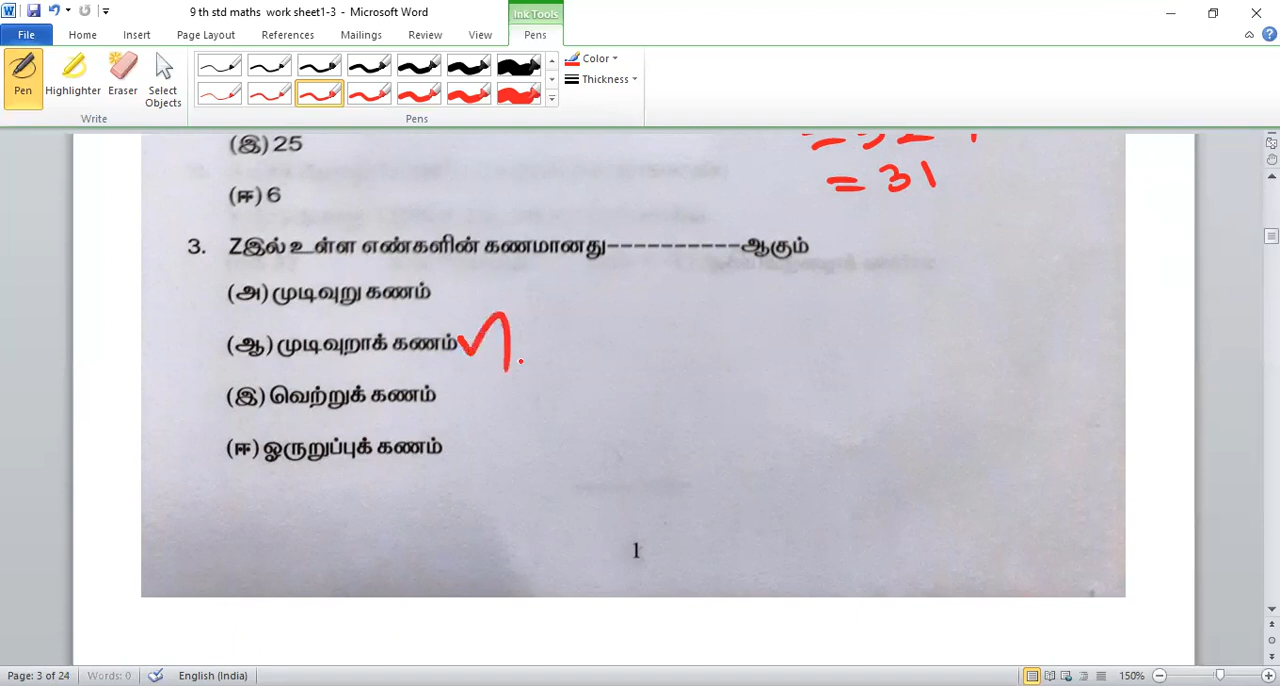 9 th std maths  work sheet1-3  -  Microsoft Word
Ink Tools
File Home Insert Page Layout References Mailings Review View Pens
Pen Highlighter Eraser Select Objects
Color
Thickness
Write Pens
(இ) 25
(ஈ) 6
= 31
3. Zஇல் உள்ள எண்களின் கணமானது----------ஆகும்
(அ) முடிவுறு கணம்
(ஆ) முடிவுறாக் கணம்
(இ) வெற்றுக் கணம்
(ஈ) ஓருறுப்புக் கணம்
1
Page: 3 of 24 Words: 0 English (India) 150%